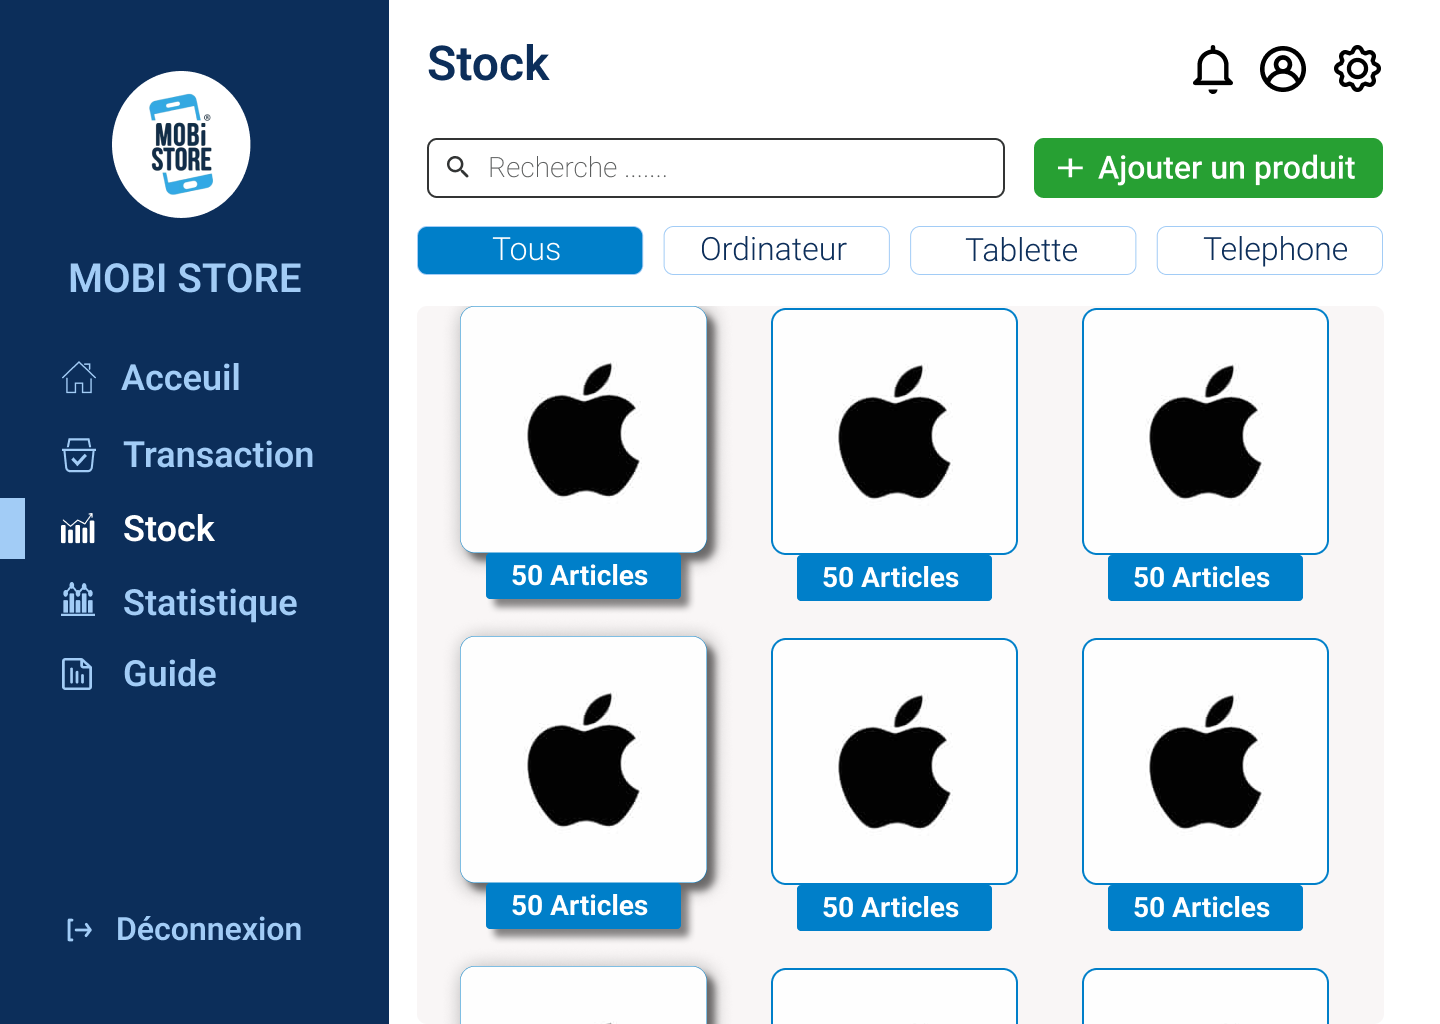 MOBi
STORE
®
MOBI STORE
Acceuil
Transaction
Stock
Statistique
Guide
Déconnexion
Stock
Recherche .......
+ Ajouter un produit
Tous
Ordinateur
Tablette
Telephone
50 Articles
50 Articles
50 Articles
50 Articles
50 Articles
50 Articles